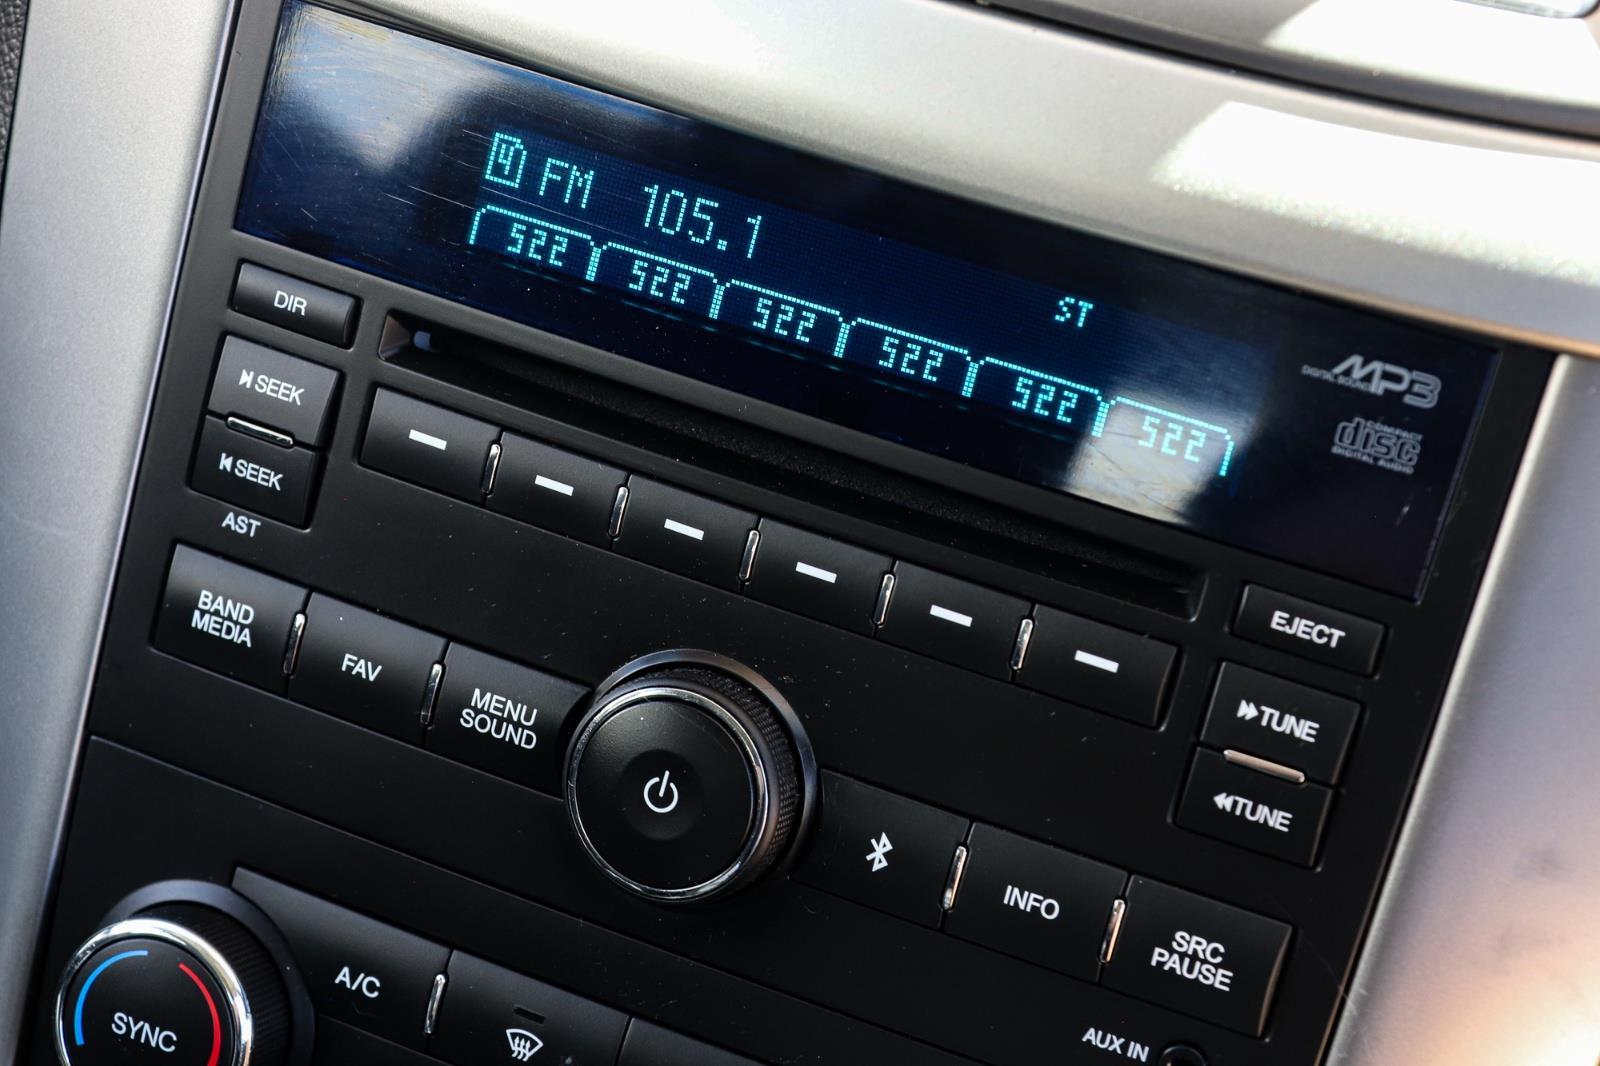 4 FM 105.1
ST
522 522 522 522 522 522
MP3
DIGITAL SOUND
COMPACT
disc
DIGITAL AUDIO
DIR
SEEK
SEEK
AST
EJECT
TUNE
TUNE
BAND
MEDIA
FAV
MENU
SOUND
INFO
SRC
PAUSE
AUX IN
A/C
SYNC